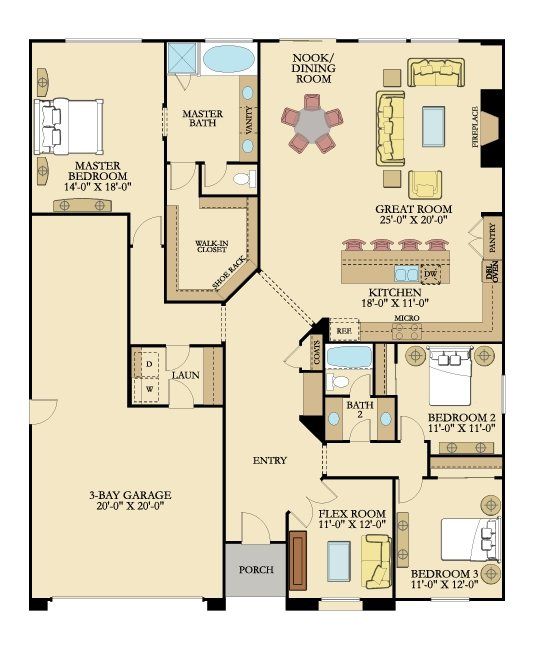 NOOK/
DINING
ROOM
MASTER
BATH
VANITY
FIREPLACE
MASTER
BEDROOM
14'-0" X 18'-0"
GREAT ROOM
25'-0" X 20'-0"
WALK-IN
CLOSET
SHOE RACK
PANTRY
DBL
OVEN
DW
KITCHEN
18'-0" X 11'-0"
MICRO
REF.
COATS
D
W
LAUN
BATH
2
BEDROOM 2
11'-0" X 11'-0"
ENTRY
3-BAY GARAGE
20'-0" X 20'-0"
FLEX ROOM
11'-0" X 12'-0"
PORCH
BEDROOM 3
11'-0" X 12'-0"